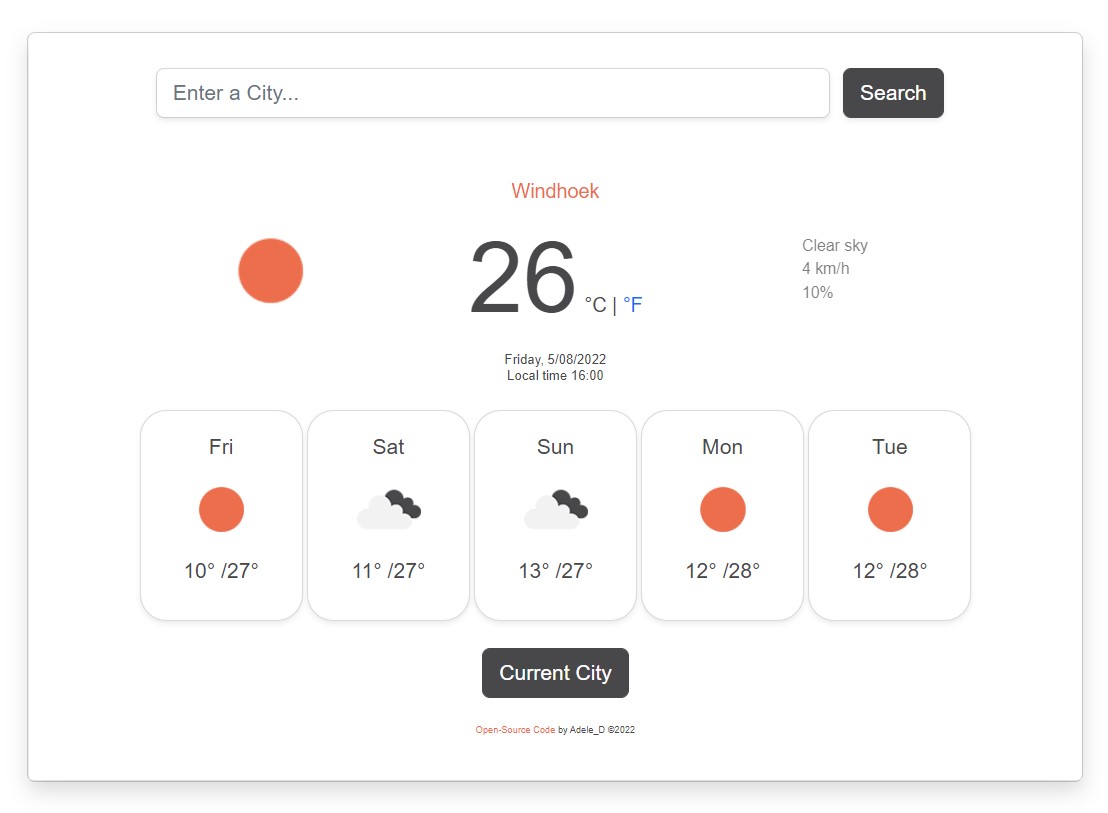 Enter a City...
Search
Windhoek
26 °C | °F
Clear sky
4 km/h
10%
Friday, 5/08/2022
Local time 16:00
Fri
10° /27°
Sat
11° /27°
Sun
13° /27°
Mon
12° /28°
Tue
12° /28°
Current City
Open-Source Code by Adele_D ©2022